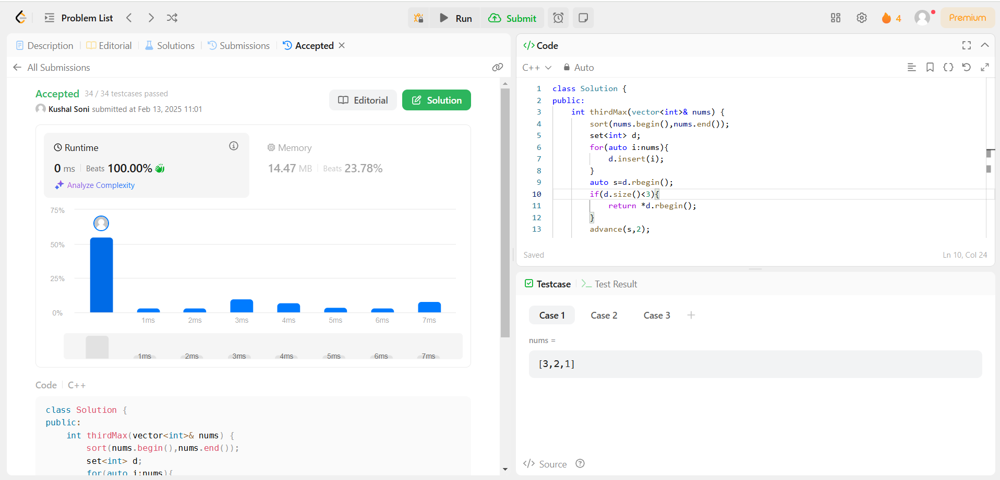 Problem List
Run
Submit
4
Premium
Description
Editorial
Solutions
Submissions
Accepted
All Submissions
Accepted 34 / 34 testcases passed
Kushal Soni submitted at Feb 13, 2025 11:01
Editorial
Solution
Runtime
0 ms
Beats 100.00%
Analyze Complexity
Memory
14.47 MB
Beats 23.78%
75%
50%
25%
0%
1ms
2ms
3ms
4ms
5ms
6ms
7ms
1ms
2ms
3ms
4ms
5ms
6ms
7ms
Code
C++
class Solution {
public:
    int thirdMax(vector<int>& nums) {
        sort(nums.begin(),nums.end());
        set<int> d;
        for(auto i:nums){
</> Code
C++
Auto
1 class Solution {
2 public:
3     int thirdMax(vector<int>& nums) {
4         sort(nums.begin(),nums.end());
5         set<int> d;
6         for(auto i:nums){
7             d.insert(i);
8         }
9         auto s=d.rbegin();
10         if(d.size()<3){
11             return *d.rbegin();
12         }
13         advance(s,2);
Saved
Ln 10, Col 24
Testcase
Test Result
Case 1
Case 2
Case 3
nums =
[3,2,1]
</> Source